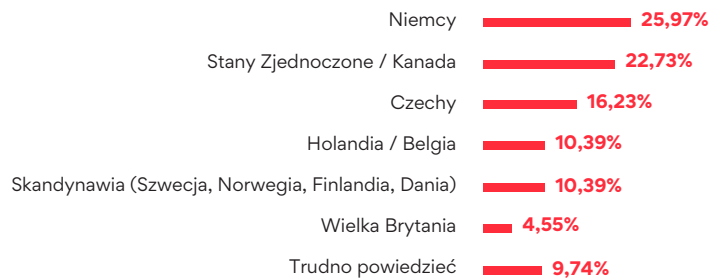 Niemcy 25,97%
Stany Zjednoczone / Kanada 22,73%
Czechy 16,23%
Holandia / Belgia 10,39%
Skandynawia (Szwecja, Norwegia, Finlandia, Dania) 10,39%
Wielka Brytania 4,55%
Trudno powiedzieć 9,74%